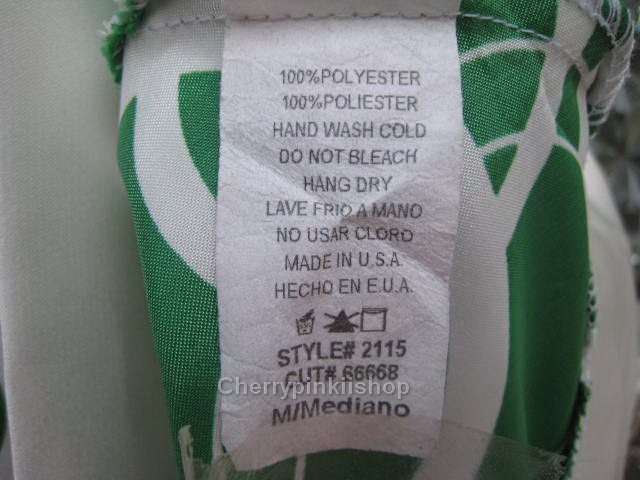 100%POLYESTER
100%POLIESTER
HAND WASH COLD
DO NOT BLEACH
HANG DRY
LAVE FRIO A MANO
NO USAR CLORO
MADE IN U.S.A.
HECHO EN E.U.A.
STYLE# 2115
CUT# 66668
Cherrypinkiishop
M/Mediano